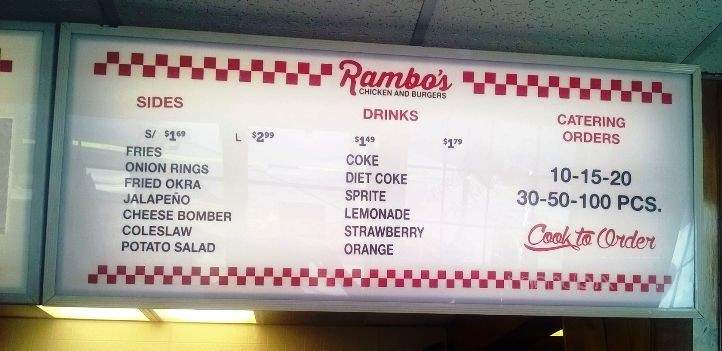 Rambo's
CHICKEN AND BURGERS
SIDES
S/ $1.69 L $2.99
FRIES
ONION RINGS
FRIED OKRA
JALAPEÑO
CHEESE BOMBER
COLESLAW
POTATO SALAD
DRINKS
$1.49 $1.79
COKE
DIET COKE
SPRITE
LEMONADE
STRAWBERRY
ORANGE
CATERING
ORDERS
10-15-20
30-50-100 PCS.
Cook to Order